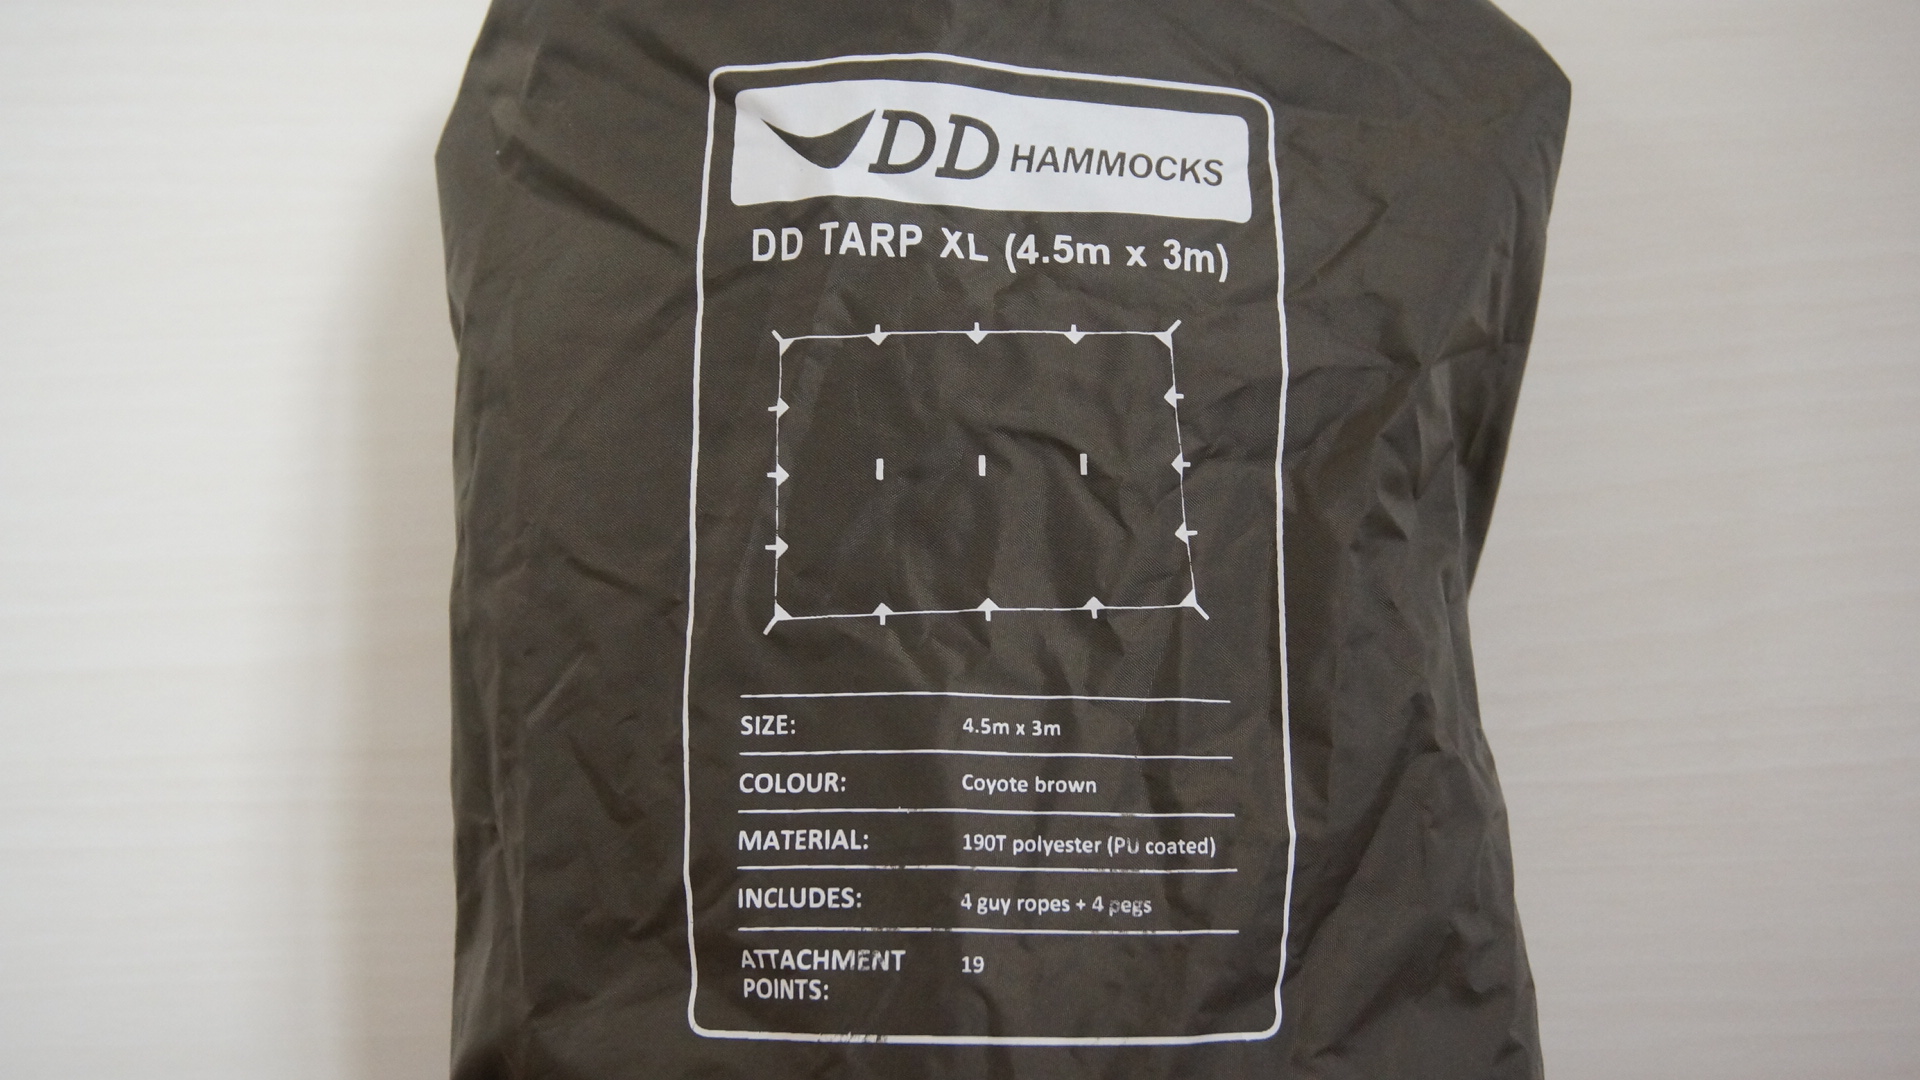 DD HAMMOCKS
DD TARP XL (4.5m x 3m)
SIZE: 4.5m x 3m
COLOUR: Coyote brown
MATERIAL: 190T polyester (PU coated)
INCLUDES: 4 guy ropes + 4 pegs
ATTACHMENT 19
POINTS: